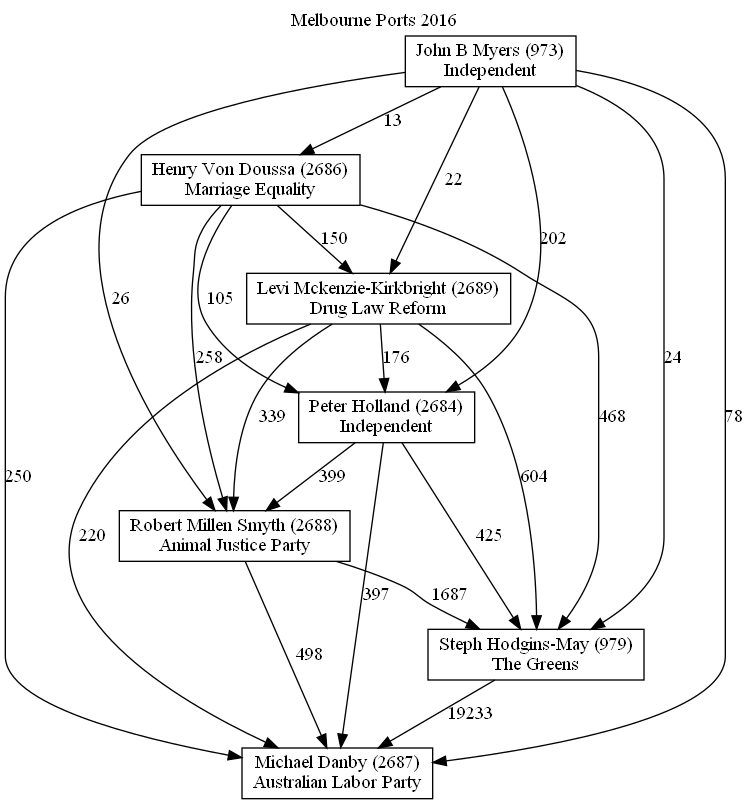 Melbourne Ports 2016
John B Myers (973)
Independent
13
Henry Von Doussa (2686)
Marriage Equality
22
150
202
Levi Mckenzie-Kirkbright (2689)
Drug Law Reform
26
105
258
176
24
339
Peter Holland (2684)
Independent
468
78
399
604
250
Robert Millen Smyth (2688)
Animal Justice Party
220
425
397
1687
Steph Hodgins-May (979)
The Greens
498
19233
Michael Danby (2687)
Australian Labor Party